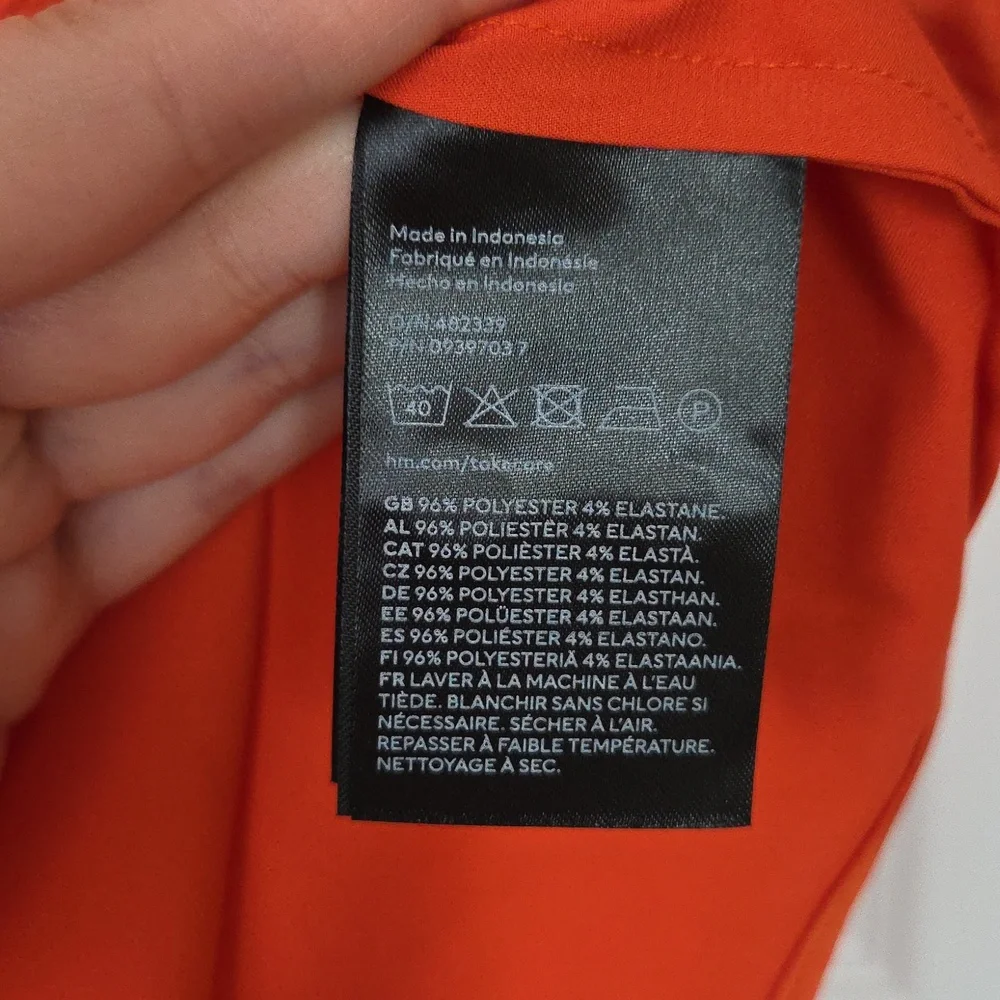 Made in Indonesia
Fabriqué en Indonésie
Hecho en Indonesia
O/N 482399
P/N 0939703 7
40
P
hm.com/takecare
GB 96% POLYESTER 4% ELASTANE.
AL 96% POLIESTËR 4% ELASTAN.
CAT 96% POLIÈSTER 4% ELASTÀ.
CZ 96% POLYESTER 4% ELASTAN.
DE 96% POLYESTER 4% ELASTHAN.
EE 96% POLÜESTER 4% ELASTAAN.
ES 96% POLIÉSTER 4% ELASTANO.
FI 96% POLYESTERIÄ 4% ELASTAANIA.
FR LAVER À LA MACHINE À L'EAU
TIÈDE. BLANCHIR SANS CHLORE SI
NÉCESSAIRE. SÉCHER À L'AIR.
REPASSER À FAIBLE TEMPÉRATURE.
NETTOYAGE À SEC.